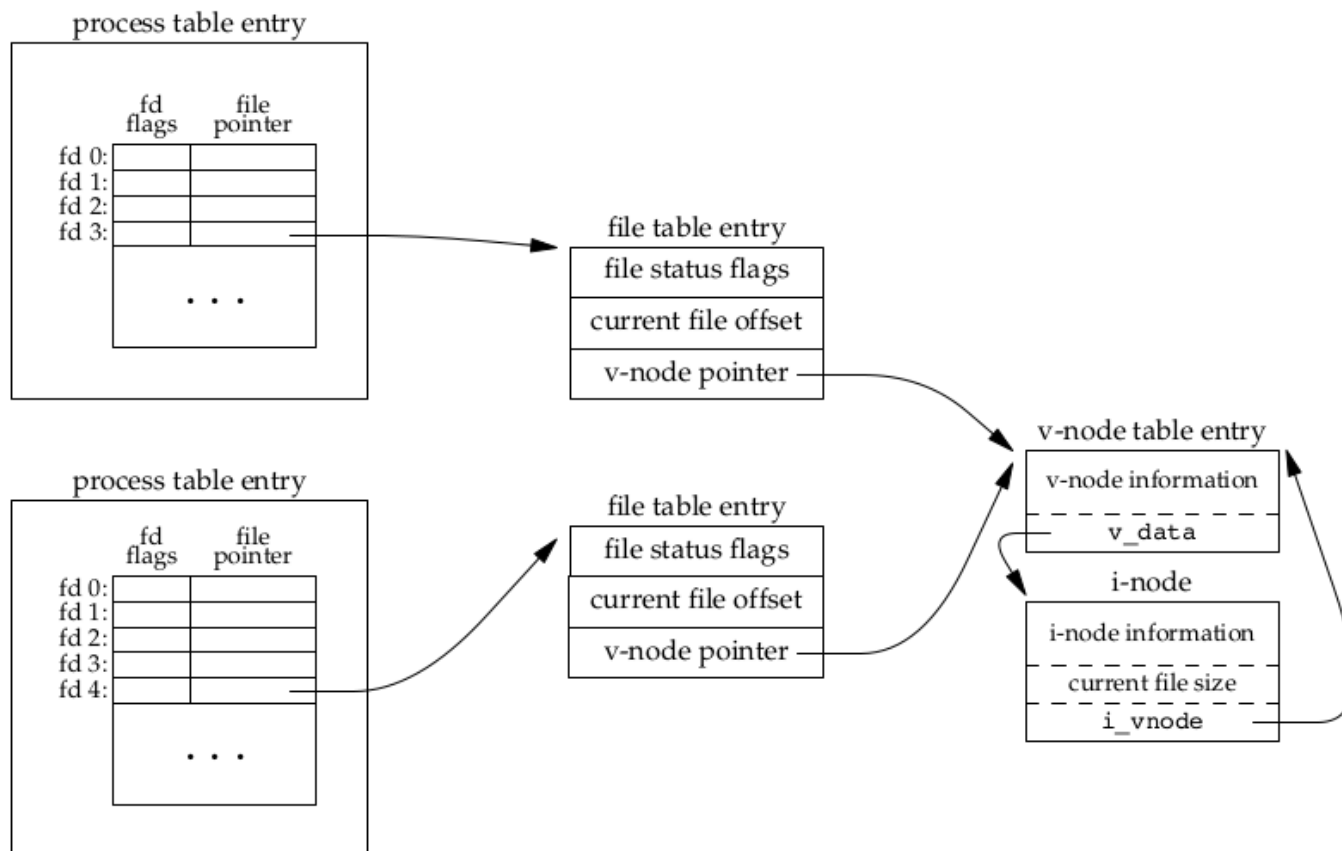 process table entry
fd
flags
file
pointer
fd 0:
fd 1:
fd 2:
fd 3:
. . .
file table entry
file status flags
current file offset
v-node pointer
process table entry
fd
flags
file
pointer
fd 0:
fd 1:
fd 2:
fd 3:
fd 4:
. . .
file table entry
file status flags
current file offset
v-node pointer
v-node table entry
v-node information
v_data
i-node
i-node information
current file size
i_vnode